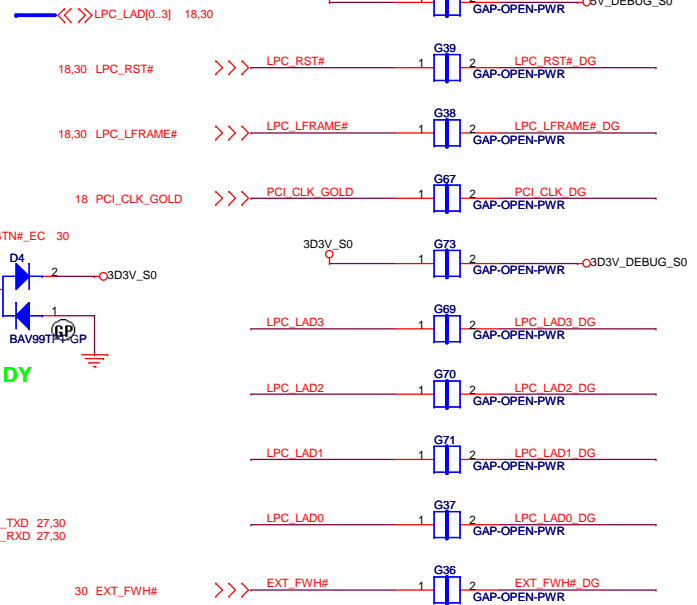 5V_DEBUG_S0
GAP-OPEN-PWR
LPC_LAD[0..3] 18,30
G39
18,30 LPC_RST# LPC_RST# 1 2 LPC_RST#_DG
GAP-OPEN-PWR
G38
18,30 LPC_LFRAME# LPC_LFRAME# 1 2 LPC_LFRAME#_DG
GAP-OPEN-PWR
G67
18 PCI_CLK_GOLD PCI_CLK_GOLD 1 2 PCI_CLK_DG
GAP-OPEN-PWR
TN#_EC 30
3D3V_S0 G73
1 2 3D3V_DEBUG_S0
GAP-OPEN-PWR
D4
2 3D3V_S0
1
GP
DY
G69
LPC_LAD3 1 2 LPC_LAD3_DG
GAP-OPEN-PWR
G70
LPC_LAD2 1 2 LPC_LAD2_DG
GAP-OPEN-PWR
G71
LPC_LAD1 1 2 LPC_LAD1_DG
GAP-OPEN-PWR
G37
LPC_LAD0 1 2 LPC_LAD0_DG
GAP-OPEN-PWR
_TXD 27,30
_RXD 27,30
G36
30 EXT_FWH# EXT_FWH# 1 2 EXT_FWH#_DG
GAP-OPEN-PWR